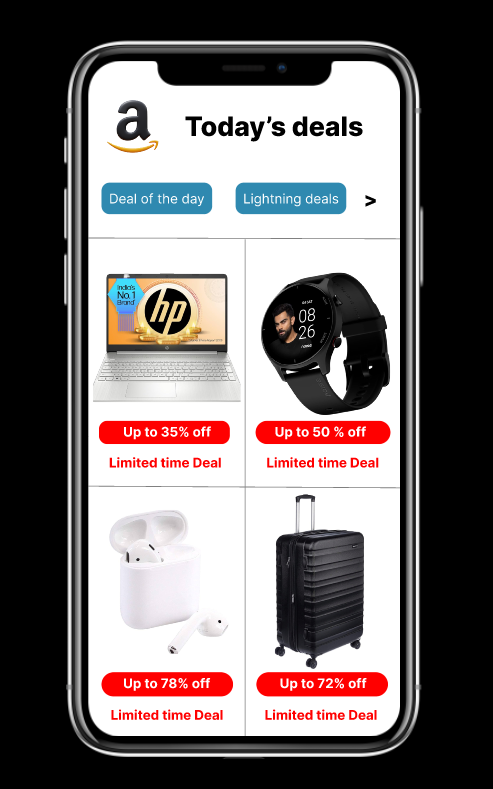 a
Today’s deals
Deal of the day
Lightning deals
>
India's
No.1
Brand
hp
08
26
noise
Up to 35% off
Up to 50 % off
Limited time Deal
Limited time Deal
Up to 78% off
Up to 72% off
Limited time Deal
Limited time Deal